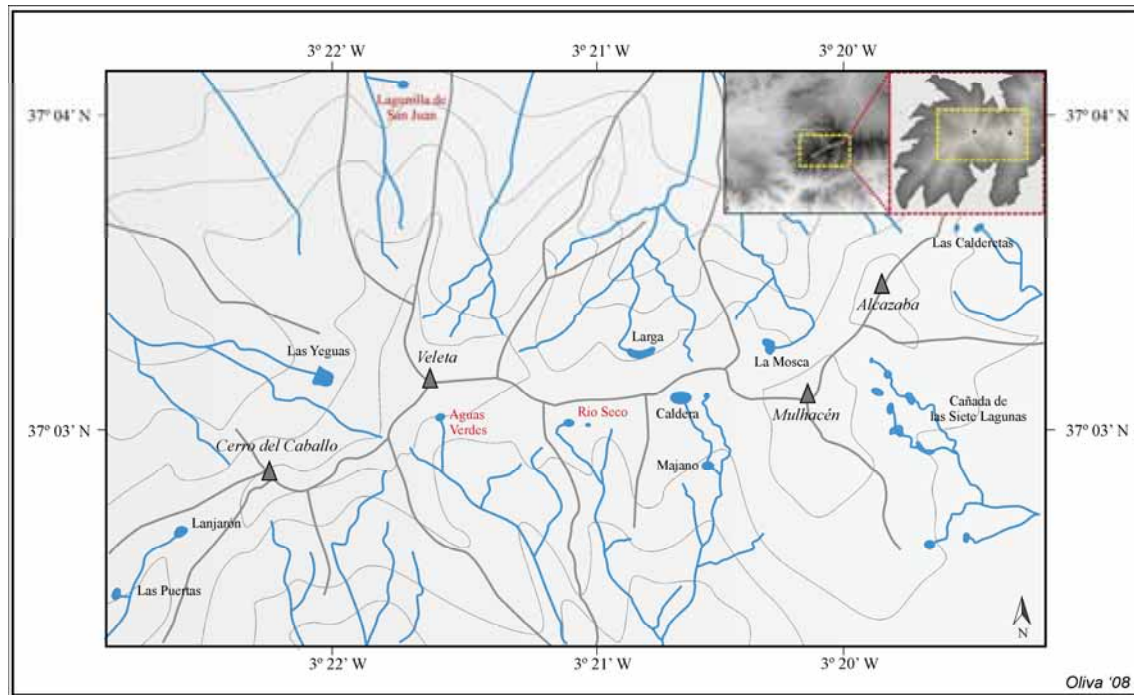 3° 22' W
3° 21' W
3° 20' W
37° 04' N
37° 04' N
Lagunilla de
San Juan
Las Calderetas
Alcazaba
Larga
La Mosca
Las Yeguas
Veleta
Mulhacén
Cañada de
las Siete Lagunas
Caldera
Rio Seco
Aguas
Verdes
37° 03' N
37° 03' N
Cerro del Caballo
Majano
Lanjarón
Las Puertas
N
3° 22' W
3° 21' W
3° 20' W
Oliva '08